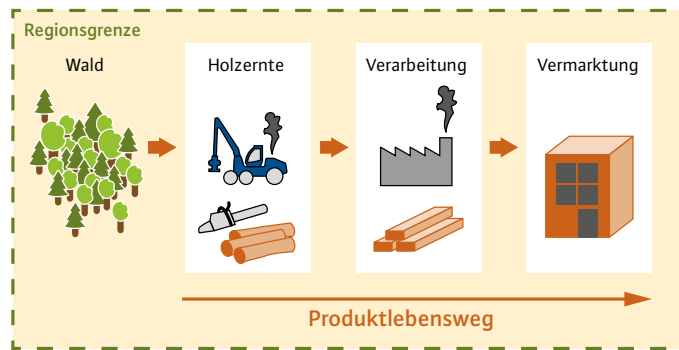 Regionsgrenze
Wald
Holzernte
Verarbeitung
Vermarktung
Produktlebensweg